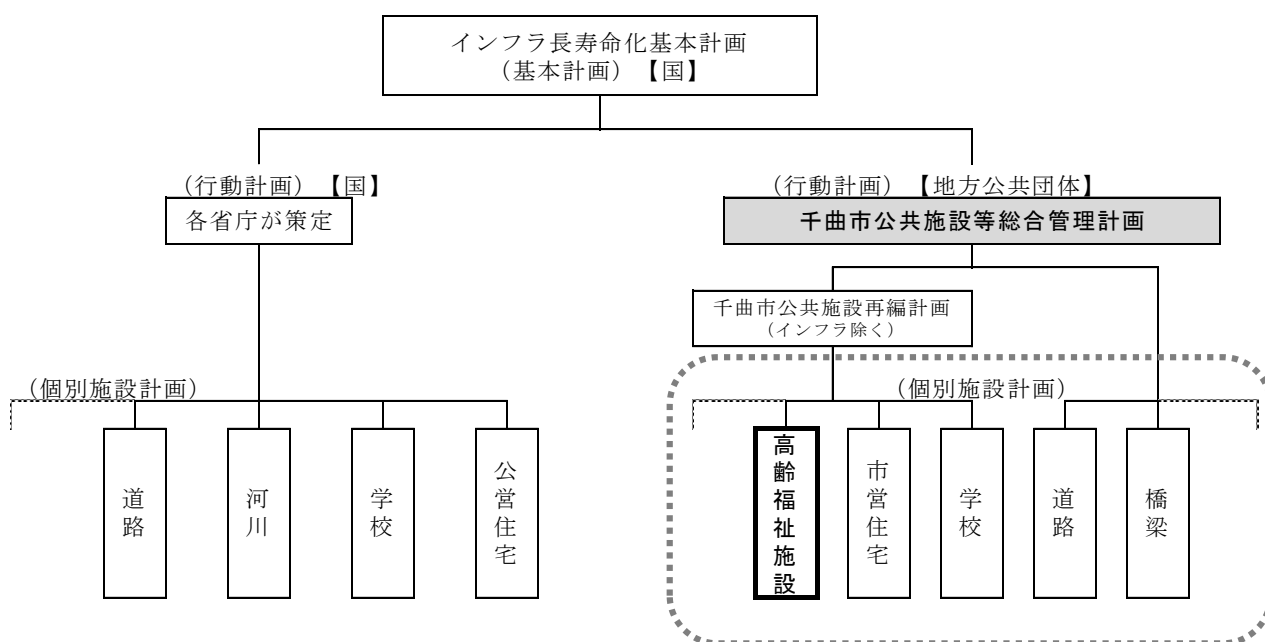 インフラ長寿命化基本計画
(基本計画)【国】
(行動計画)【国】
各省庁が策定
(行動計画)【地方公共団体】
千曲市公共施設等総合管理計画
千曲市公共施設再編計画
(インフラ除く)
(個別施設計画)
道路
河川
学校
公営住宅
(個別施設計画)
高齢福祉施設
市営住宅
学校
道路
橋梁